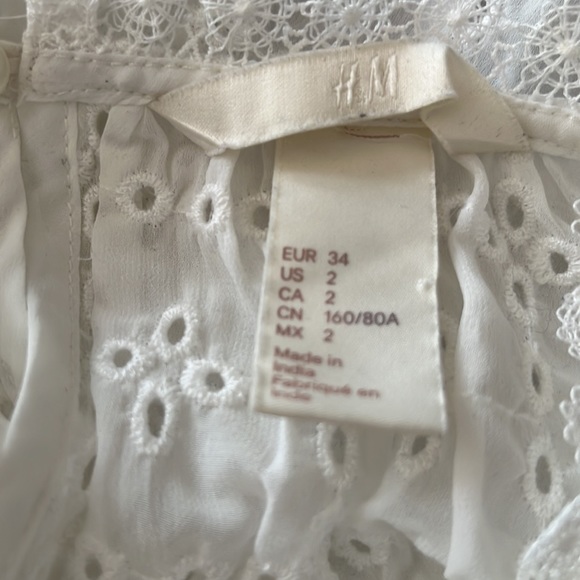 H&M
EUR 34
US 2
CA 2
CN 160/80A
MX 2
Made in
India
Fabriqué en
Inde